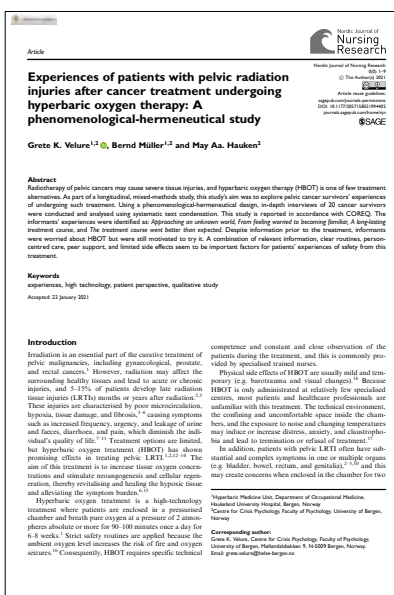 Article
Nordic Journal of
Nursing
Research
Nordic Journal of Nursing Research
0(0) 1–9
© The Author(s) 2021
Article reuse guidelines:
sagepub.com/journals-permissions
journals.sagepub.com/home/njn
SAGE
Experiences of patients with pelvic radiation
injuries after cancer treatment undergoing
hyperbaric oxygen therapy: A
phenomenological-hermeneutical study
Grete K. Velure1,2, Bernd Müller1,2 and May Aa. Hauken2
Abstract
Radiotherapy of pelvic cancers may cause severe tissue injuries, and hyperbaric oxygen therapy (HBOT) is one of few treatment
alternatives. As part of a longitudinal, mixed-methods study, this study's aim was to explore pelvic cancer survivors' experiences
of undergoing such treatment. Using a phenomenological-hermeneutical design, in-depth interviews of 20 cancer survivors
were conducted and analysed using systematic text condensation. This study is reported in accordance with COREQ. The
informants' experiences were identified as: Approaching an unknown world, From feeling worried to becoming familiar, A long-lasting
treatment course, and The treatment course went better than expected. Despite information prior to the treatment, informants
were worried about HBOT but were still motivated to try it. A combination of relevant information, clear routines, person-
centred care, peer support, and limited side effects seem to be important factors for patients' experiences of safety from this
treatment.
Keywords
experiences, high technology, patient perspective, qualitative study
Accepted: 22 January 2021
Introduction
Irradiation is an essential part of the curative treatment of
pelvic malignancies, including gynaecological, prostate,
and rectal cancers.1 However, radiation may affect the
surrounding healthy tissues and lead to acute or chronic
injuries, and 5–15% of patients develop late radiation
tissue injuries (LRTIs) months or years after radiation.2,3
These injuries are characterised by poor microcirculation,
hypoxia, tissue damage, and fibrosis,3–6 causing symptoms
such as increased frequency, urgency, and leakage of urine
and faeces, diarrhoea, and pain, which diminish the indi-
vidual's quality of life.7–11 Treatment options are limited,
but hyperbaric oxygen treatment (HBOT) has shown
promising effects in treating pelvic LRTI. The
aim of this treatment is to increase tissue oxygen concen-
trations and stimulate neoangiogenesis and cellular regen-
eration, thereby revitalising and healing the hypoxic tissue
and alleviating the symptom burden.
Hyperbaric oxygen treatment is a high-technology
treatment where patients are enclosed in a pressurised
chamber and breath pure oxygen at a pressure of 2 atmos-
pheres absolute or more for 90–100 minutes once a day for
6–8 weeks. Strict safety routines are applied because the
ambient oxygen level increases the risk of fire and oxygen
seizures.16 Consequently, HBOT requires specific technical
competence and constant and close observation of the
patients during the treatment, and this is commonly pro-
vided by specialised trained nurses.
Physical side effects of HBOT are usually mild and tem-
porary (e.g. barotrauma and visual changes).16 Because
HBOT is only administrated at relatively few specialised
centres, most patients and healthcare professionals are
unfamiliar with this treatment. The technical environment,
the confining and uncomfortable space inside the cham-
bers, and the exposure to noise and changing temperatures
may induce or increase distress, anxiety, and claustropho-
bia and lead to termination or refusal of treatment.17
In addition, patients with pelvic LRTI often have sub-
stantial and complex symptoms in one or multiple organs
(e.g. bladder, bowel, rectum, and genitalia), and this
may create concerns when enclosed in the chamber for two
1Hyperbaric Medicine Unit, Department of Occupational Medicine,
Haukeland University Hospital, Bergen, Norway
2Centre for Crisis Psychology, Faculty of Psychology, University of Bergen,
Norway
Corresponding author:
Grete K. Velure, Centre for Crisis Psychology, Faculty of Psychology,
University of Bergen, Møllendalsbakken 9, N-5009 Bergen, Norway.
Email: grete.velure@helse-bergen.no